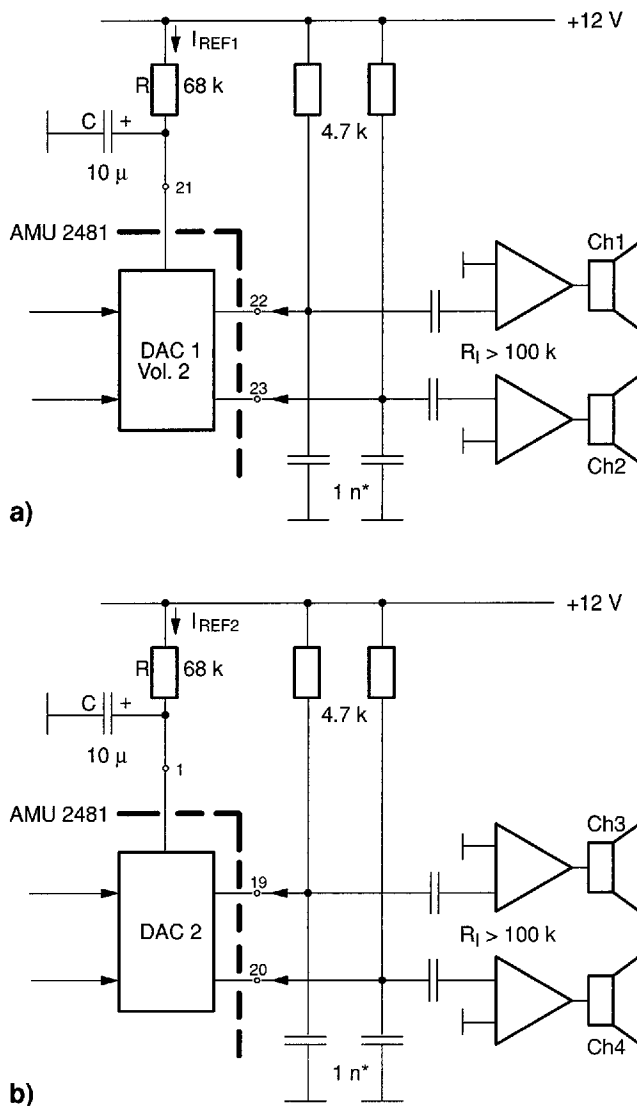 +12 V
IREF1
R
68 k
4.7 k
C
+
10 μ
21
AMU 2481
22
DAC 1
Vol. 2
23
Ch1
RI > 100 k
Ch2
1 n*
a)
+12 V
IREF2
R
68 k
4.7 k
C
+
10 μ
1
AMU 2481
19
DAC 2
20
Ch3
RI > 100 k
Ch4
1 n*
b)